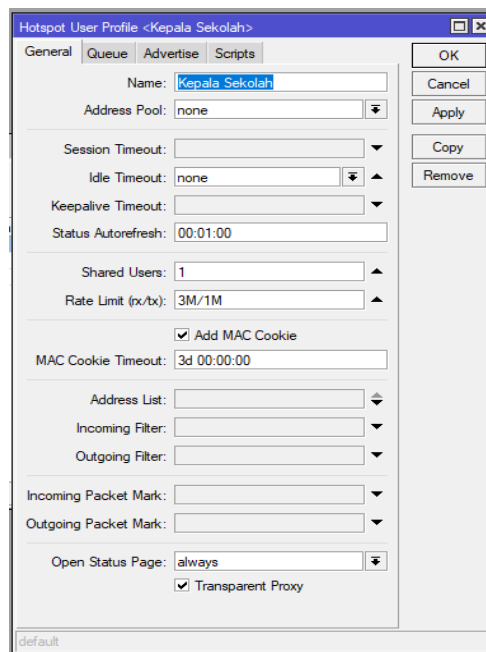 Hotspot User Profile <Kepala Sekolah>
General Queue Advertise Scripts
OK
Cancel
Apply
Copy
Remove
Name: Kepala Sekolah
Address Pool: none
Session Timeout:
Idle Timeout: none
Keepalive Timeout:
Status Autorefresh: 00:01:00
Shared Users: 1
Rate Limit (rx/tx): 3M/1M
Add MAC Cookie
MAC Cookie Timeout: 3d 00:00:00
Address List:
Incoming Filter:
Outgoing Filter:
Incoming Packet Mark:
Outgoing Packet Mark:
Open Status Page: always
Transparent Proxy
default